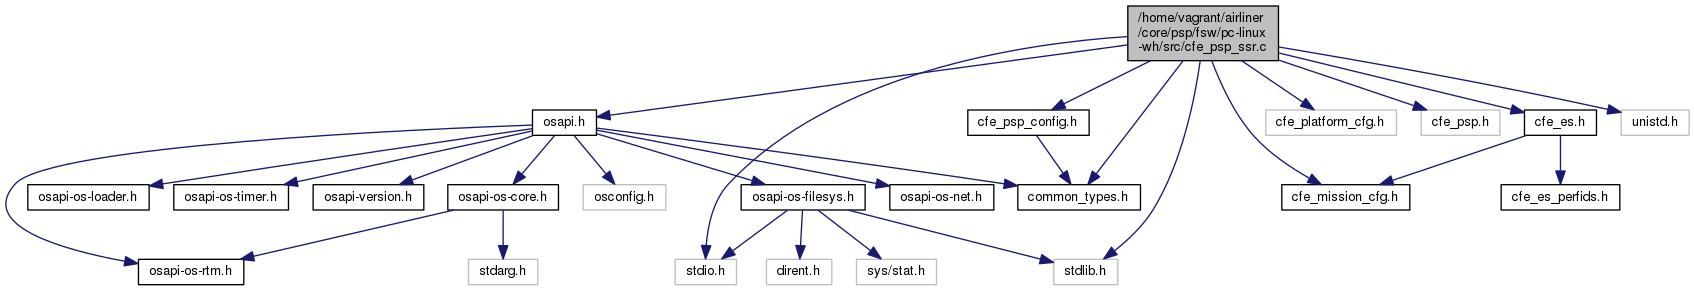 /home/vagrant/airliner
/core/psp/fsw/pc-linux
-wh/src/cfe_psp_ssr.c
osapi.h
cfe_psp_config.h
cfe_platform_cfg.h
cfe_psp.h
cfe_es.h
unistd.h
osapi-os-loader.h
osapi-os-timer.h
osapi-version.h
osapi-os-core.h
osconfig.h
osapi-os-filesys.h
osapi-os-net.h
common_types.h
cfe_mission_cfg.h
cfe_es_perfids.h
osapi-os-rtm.h
stdarg.h
stdio.h
dirent.h
sys/stat.h
stdlib.h